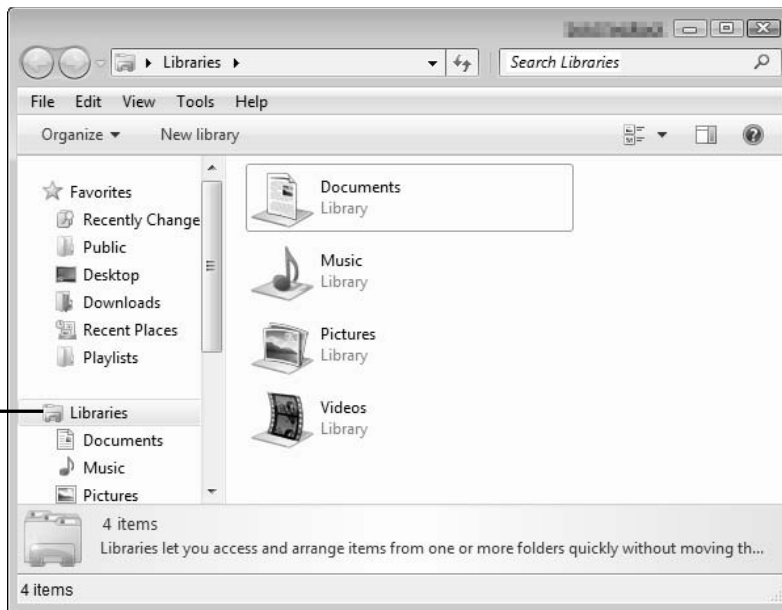 Libraries
Search Libraries
File Edit View Tools Help
Organize New library
Favorites
Recently Change
Public
Desktop
Downloads
Recent Places
Playlists
Libraries
Documents
Music
Pictures
Documents
Library
Music
Library
Pictures
Library
Videos
Library
4 items
Libraries let you access and arrange items from one or more folders quickly without moving th...
4 items